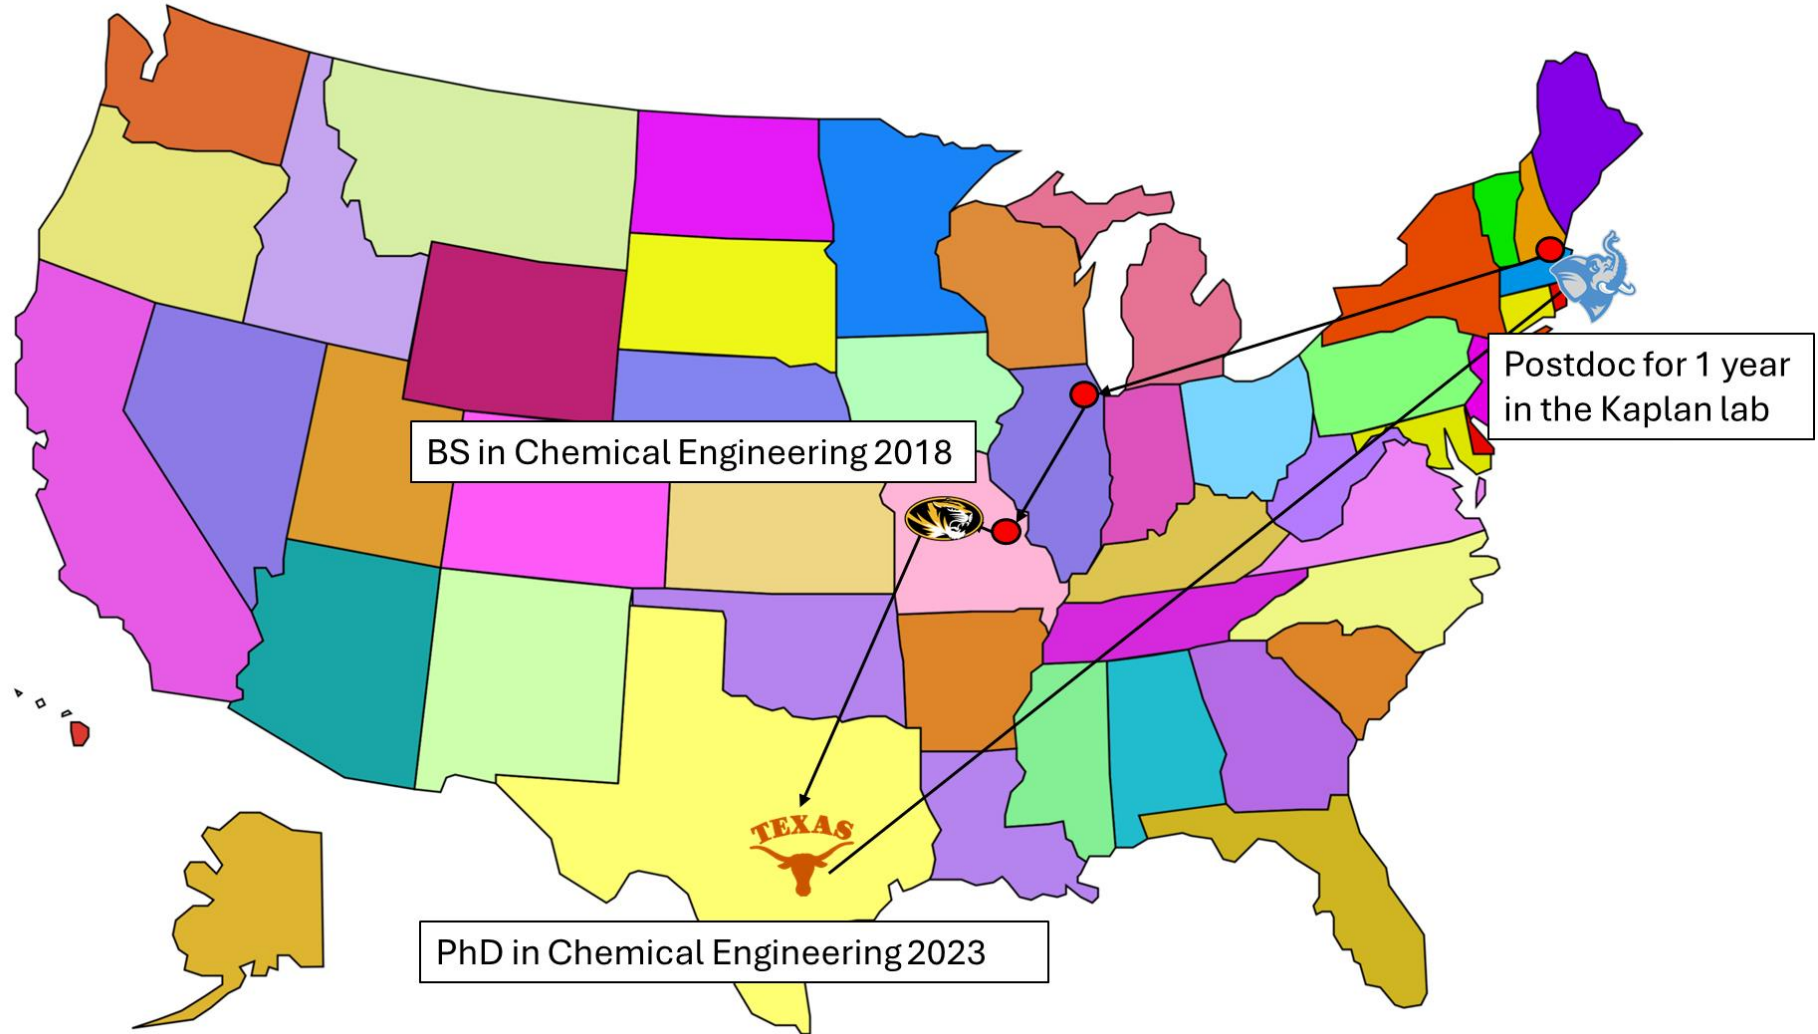 Postdoc for 1 year
in the Kaplan lab
BS in Chemical Engineering 2018
TEXAS
PhD in Chemical Engineering 2023